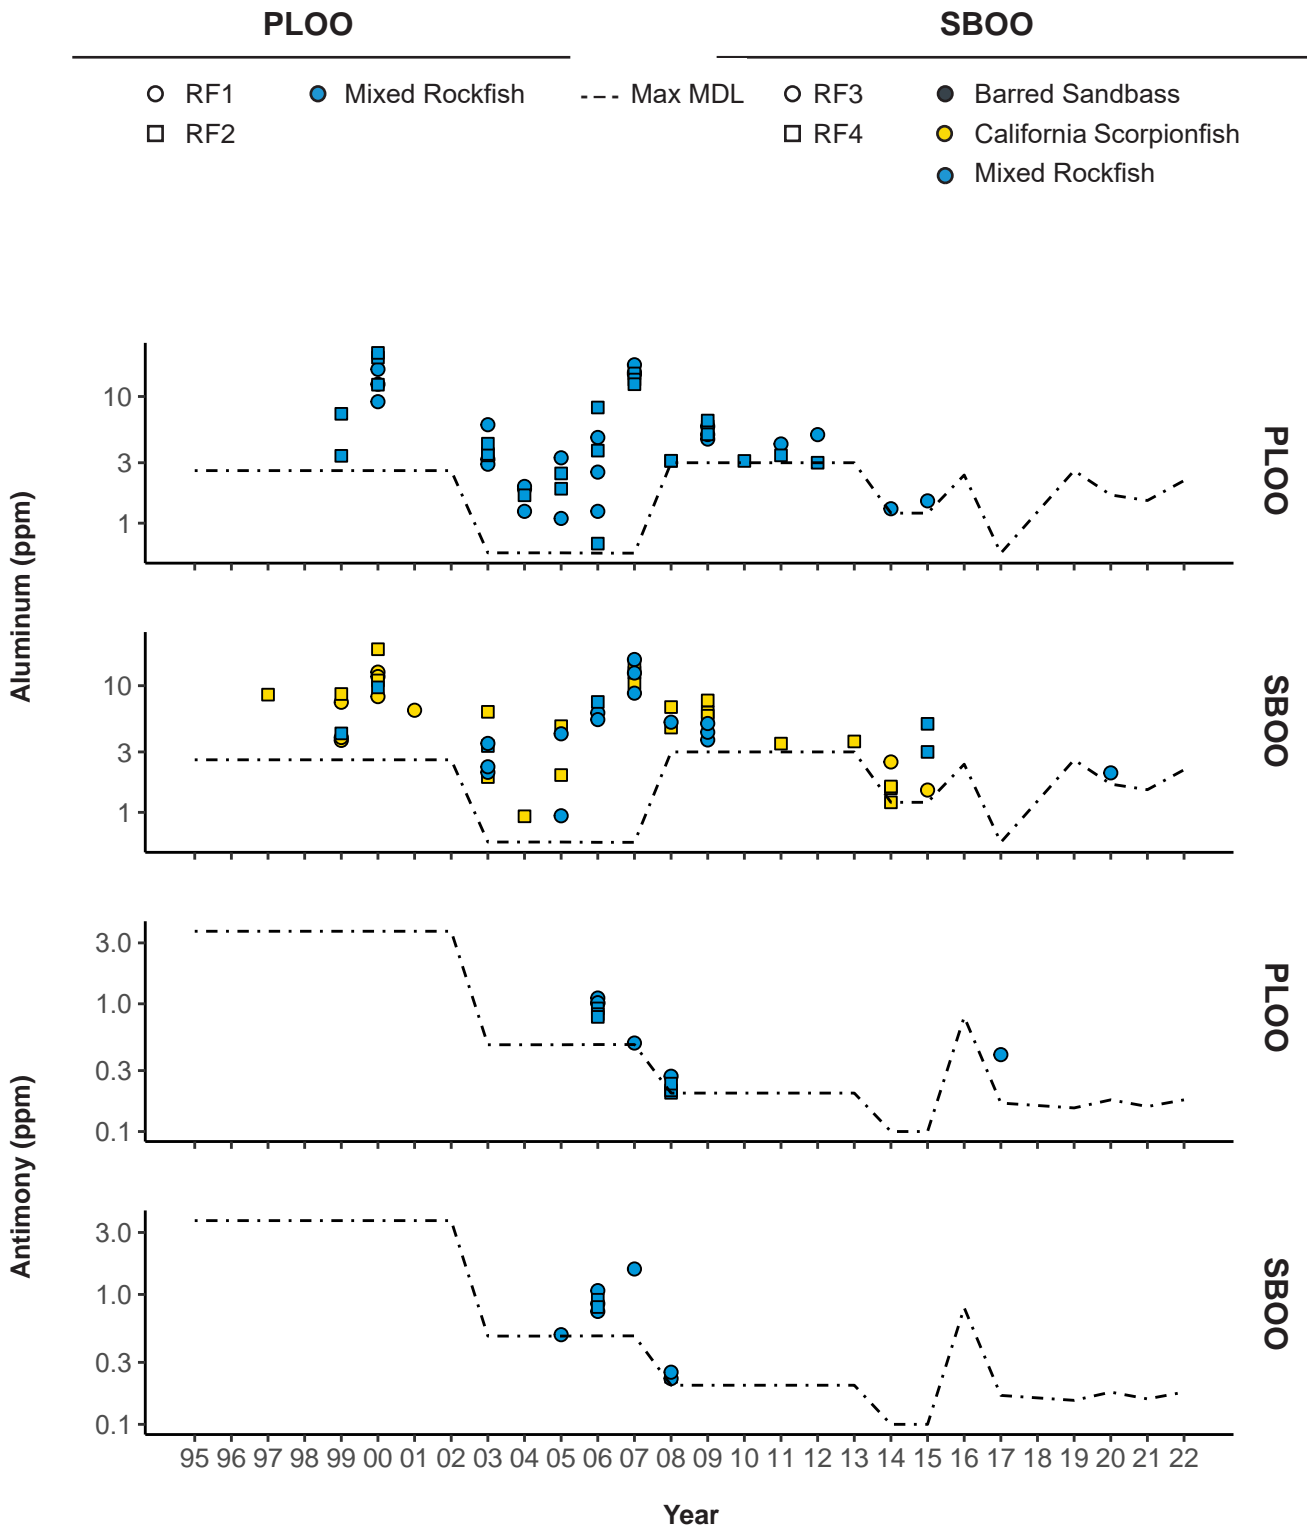 PLOO SBOO
RF1 Mixed Rockfish Max MDL RF3 Barred Sandbass
RF2 RF4 California Scorpionfish
Mixed Rockfish
Aluminum (ppm)
10
3
1
PLOO
10
3
1
SBOO
Antimony (ppm)
3.0
1.0
0.3
0.1
PLOO
3.0
1.0
0.3
0.1
SBOO
95 96 97 98 99 00 01 02 03 04 05 06 07 08 09 10 11 12 13 14 15 16 17 18 19 20 21 22
Year